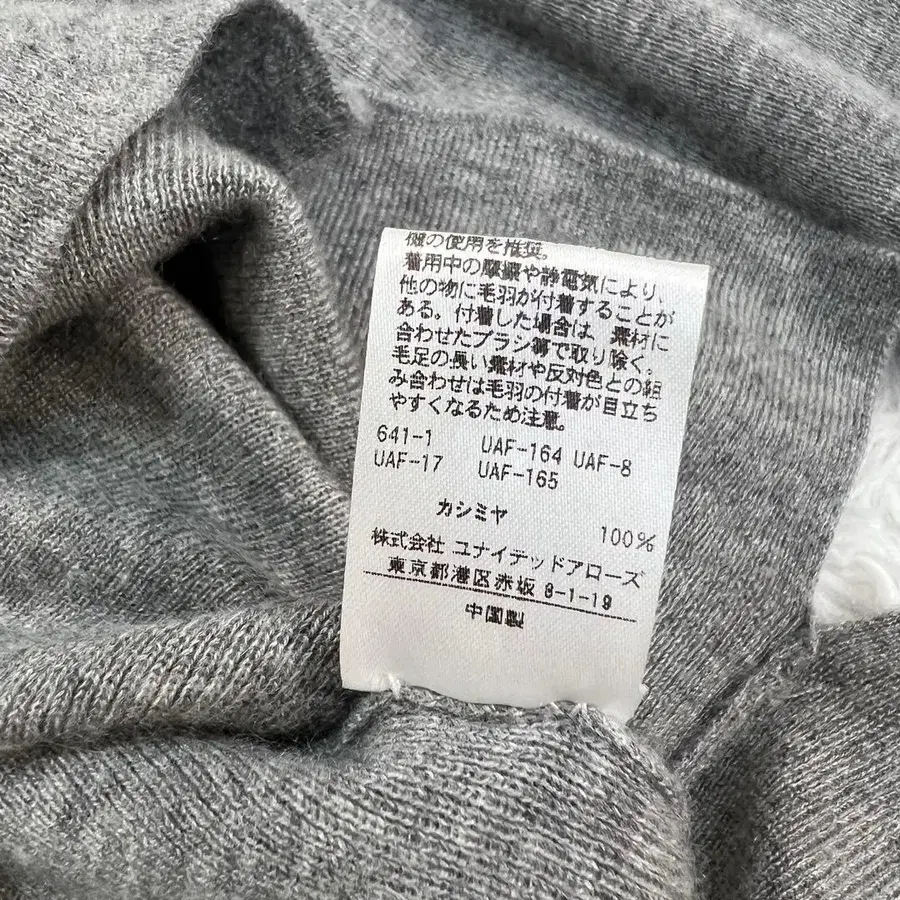 の使用を推奨。
着用中の摩擦や静電気により、
他の物に毛羽が付着することが
ある。付着した場合は、素材に
合わせたブラシ等で取り除く。
毛足の長い素材や反対色との組
み合わせは毛羽の付着が目立ち
やすくなるため注意。
641-1 UAF-164 UAF-8
UAF-17 UAF-165
カシミヤ 100%
株式会社 ユナイテッドアローズ
東京都港区赤坂 8-1-19
中国製